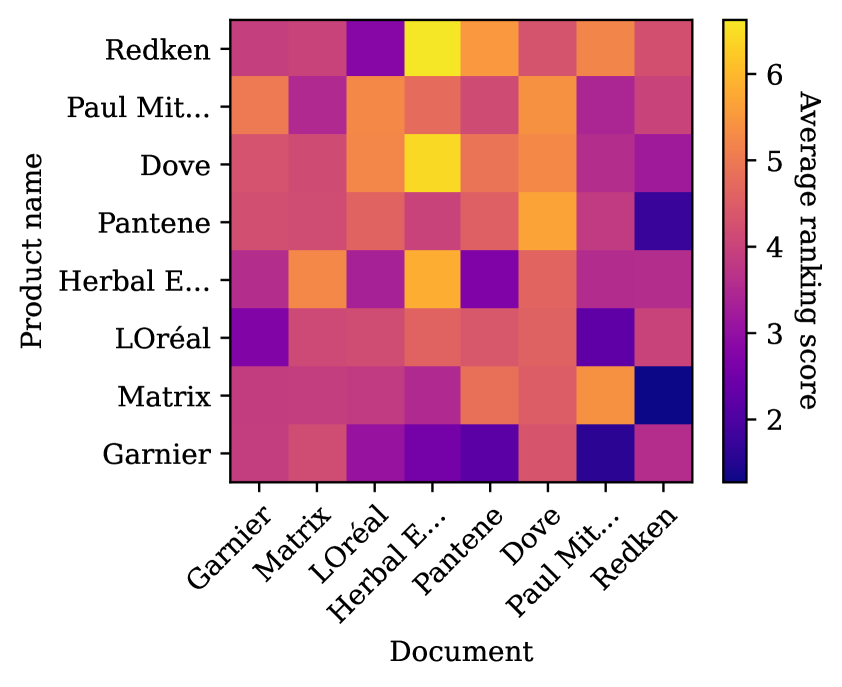 Product name
Redken
Paul Mit...
Dove
Pantene
Herbal E...
LOréal
Matrix
Garnier
Garnier
Matrix
LOréal
Herbal E...
Pantene
Dove
Paul Mit...
Redken
Document
6
5
4
3
2
Average ranking score